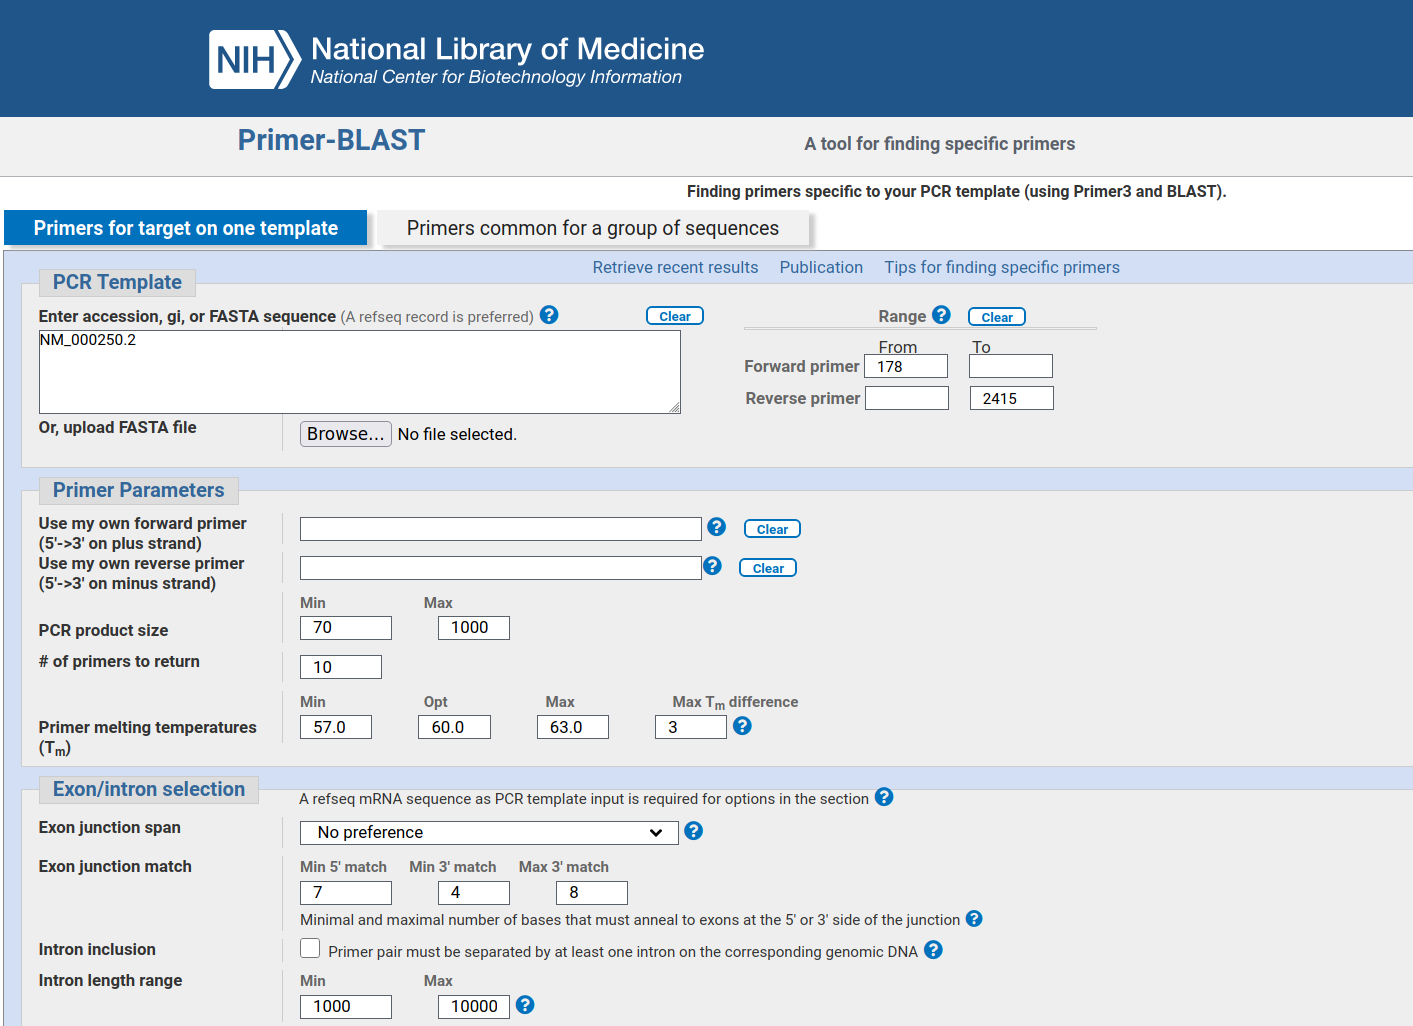 NIH National Library of Medicine
National Center for Biotechnology Information
Primer-BLAST A tool for finding specific primers
Finding primers specific to your PCR template (using Primer3 and BLAST).
Primers for target on one template Primers common for a group of sequences
Retrieve recent results Publication Tips for finding specific primers
PCR Template
Enter accession, gi, or FASTA sequence (A refseq record is preferred) ? Clear Range ? Clear
NM_000250.2
From To
Forward primer 178
Reverse primer 2415
Or, upload FASTA file Browse... No file selected.
Primer Parameters
Use my own forward primer
(5'->3' on plus strand) ? Clear
Use my own reverse primer
(5'->3' on minus strand) ? Clear
Min Max
PCR product size 70 1000
# of primers to return 10
Min Opt Max Max Tm difference
Primer melting temperatures
(Tm) 57.0 60.0 63.0 3 ?
Exon/intron selection
A refseq mRNA sequence as PCR template input is required for options in the section ?
Exon junction span No preference ?
Exon junction match Min 5' match Min 3' match Max 3' match
7 4 8
Minimal and maximal number of bases that must anneal to exons at the 5' or 3' side of the junction ?
Intron inclusion Primer pair must be separated by at least one intron on the corresponding genomic DNA ?
Intron length range Min Max
1000 10000 ?